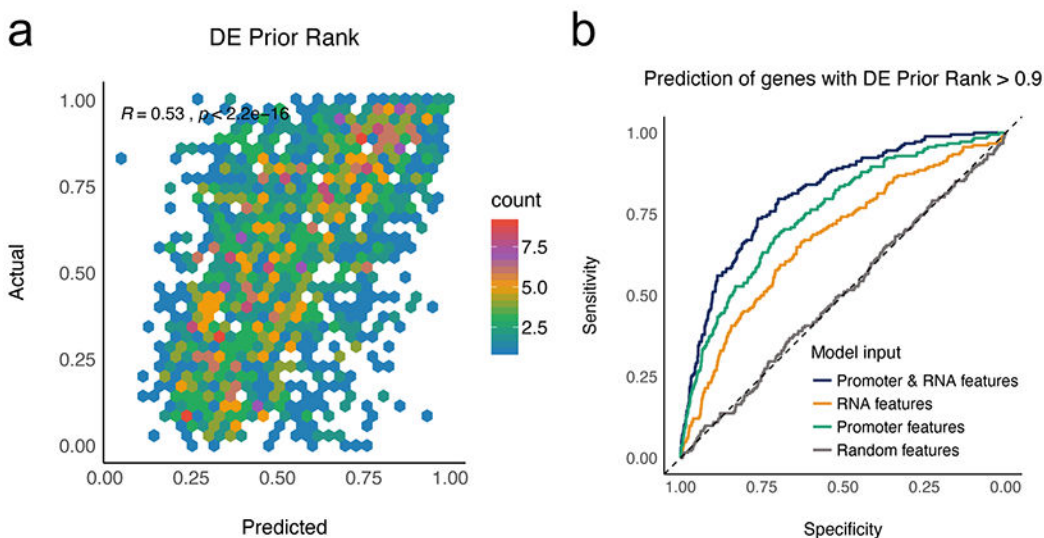 a
DE Prior Rank
R = 0.53 , p < 2.2e−16
1.00
0.75
0.50
0.25
0.00
Actual
0.00 0.25 0.50 0.75 1.00
Predicted
count
7.5
5.0
2.5
b
Prediction of genes with DE Prior Rank > 0.9
1.00
0.75
0.50
0.25
0.00
Sensitivity
Model input
Promoter & RNA features
RNA features
Promoter features
Random features
1.00 0.75 0.50 0.25 0.00
Specificity